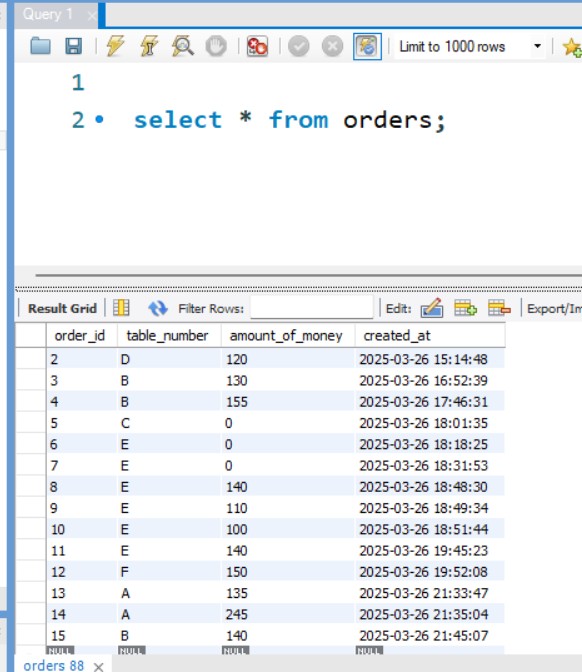 Query 1
Limit to 1000 rows
1
2 select * from orders;
Result Grid Filter Rows: Edit: Export/Im
order_id table_number amount_of_money created_at
2 D 120 2025-03-26 15:14:48
3 B 130 2025-03-26 16:52:39
4 B 155 2025-03-26 17:46:31
5 C 0 2025-03-26 18:01:35
6 E 0 2025-03-26 18:18:25
7 E 0 2025-03-26 18:31:53
8 E 140 2025-03-26 18:48:30
9 E 110 2025-03-26 18:49:34
10 E 100 2025-03-26 18:51:44
11 E 140 2025-03-26 19:45:23
12 F 150 2025-03-26 19:52:08
13 A 135 2025-03-26 21:33:47
14 A 245 2025-03-26 21:35:04
15 B 140 2025-03-26 21:45:07
NULL NULL NULL NULL
orders 88